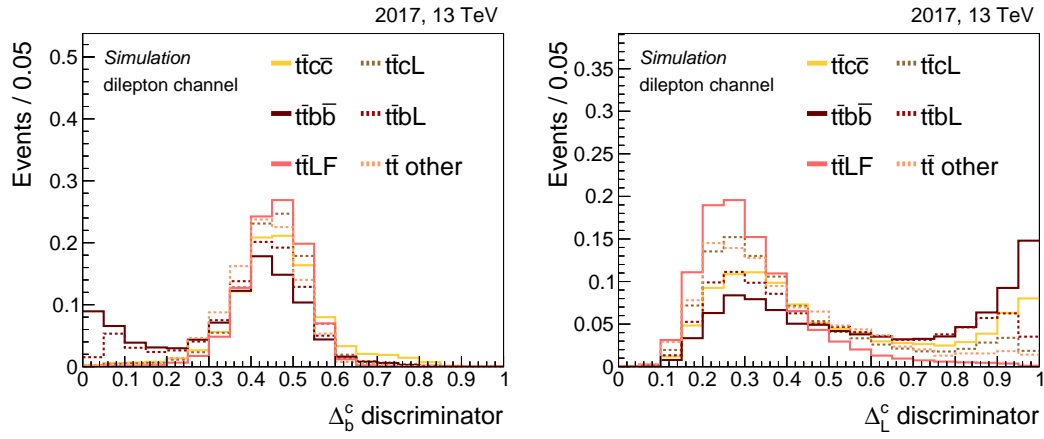 2017, 13 TeV
Simulation
dilepton channel
tt̄cc̄
tt̄cL
tt̄bb̄
tt̄bL
tt̄LF
tt̄ other
Events / 0.05
0.5
0.4
0.3
0.2
0.1
0
0 0.1 0.2 0.3 0.4 0.5 0.6 0.7 0.8 0.9 1
Δ_b^c discriminator
2017, 13 TeV
Simulation
dilepton channel
tt̄cc̄
tt̄cL
tt̄bb̄
tt̄bL
tt̄LF
tt̄ other
Events / 0.05
0.35
0.3
0.25
0.2
0.15
0.1
0.05
0
0 0.1 0.2 0.3 0.4 0.5 0.6 0.7 0.8 0.9 1
Δ_L^c discriminator